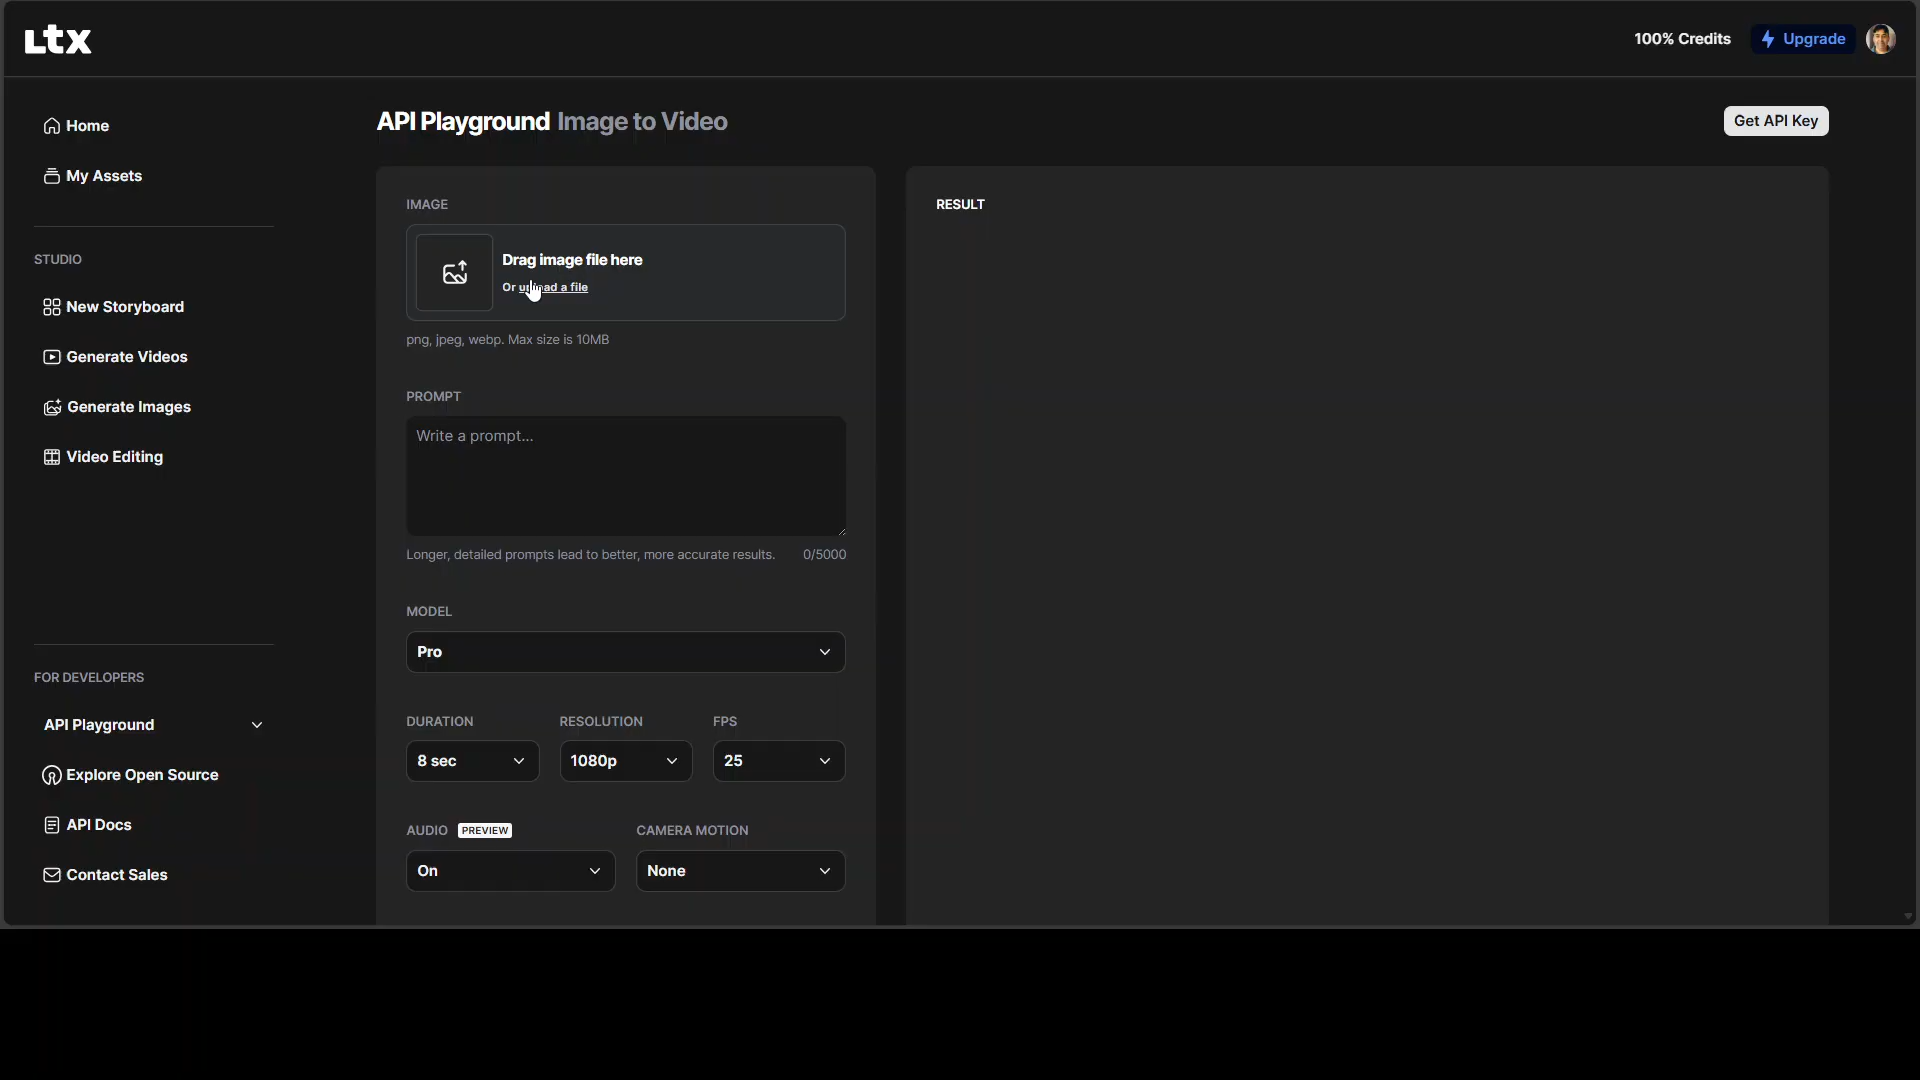 Ltx
100% Credits
Upgrade
Home
My Assets
STUDIO
New Storyboard
Generate Videos
Generate Images
Video Editing
FOR DEVELOPERS
API Playground
Explore Open Source
API Docs
Contact Sales
API Playground Image to Video
Get API Key
IMAGE
Drag image file here
Or upload a file
png, jpeg, webp. Max size is 10MB
PROMPT
Write a prompt...
Longer, detailed prompts lead to better, more accurate results. 0/5000
MODEL
Pro
DURATION RESOLUTION FPS
8 sec 1080p 25
AUDIO PREVIEW CAMERA MOTION
On None
RESULT